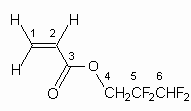 H H
1 2
H 3 O 4 5 6
O CH₂CF₂CHF₂